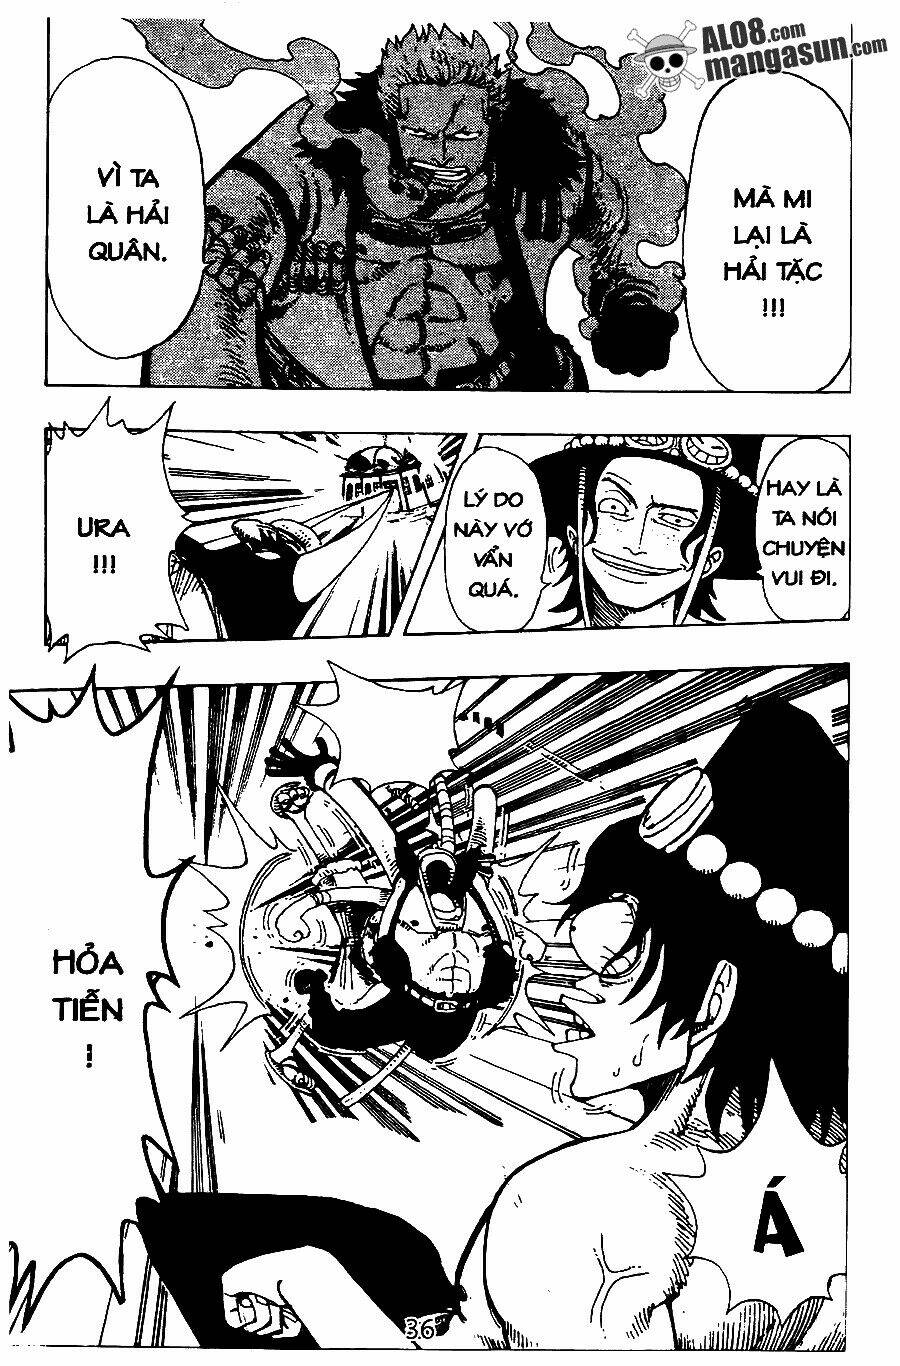 AL08.com
mangasun.com
MÀ MI
LẠI LÀ
HẢI TẶC
!!!
VÌ TA
LÀ HẢI
QUÂN.
HAY LÀ
TA NÓI
CHUYỆN
VUI ĐI.
LÝ DO
NÀY VỚ
VẨN
QUÁ.
URA
!!!
Á
HỎA
TIỄN
!
36